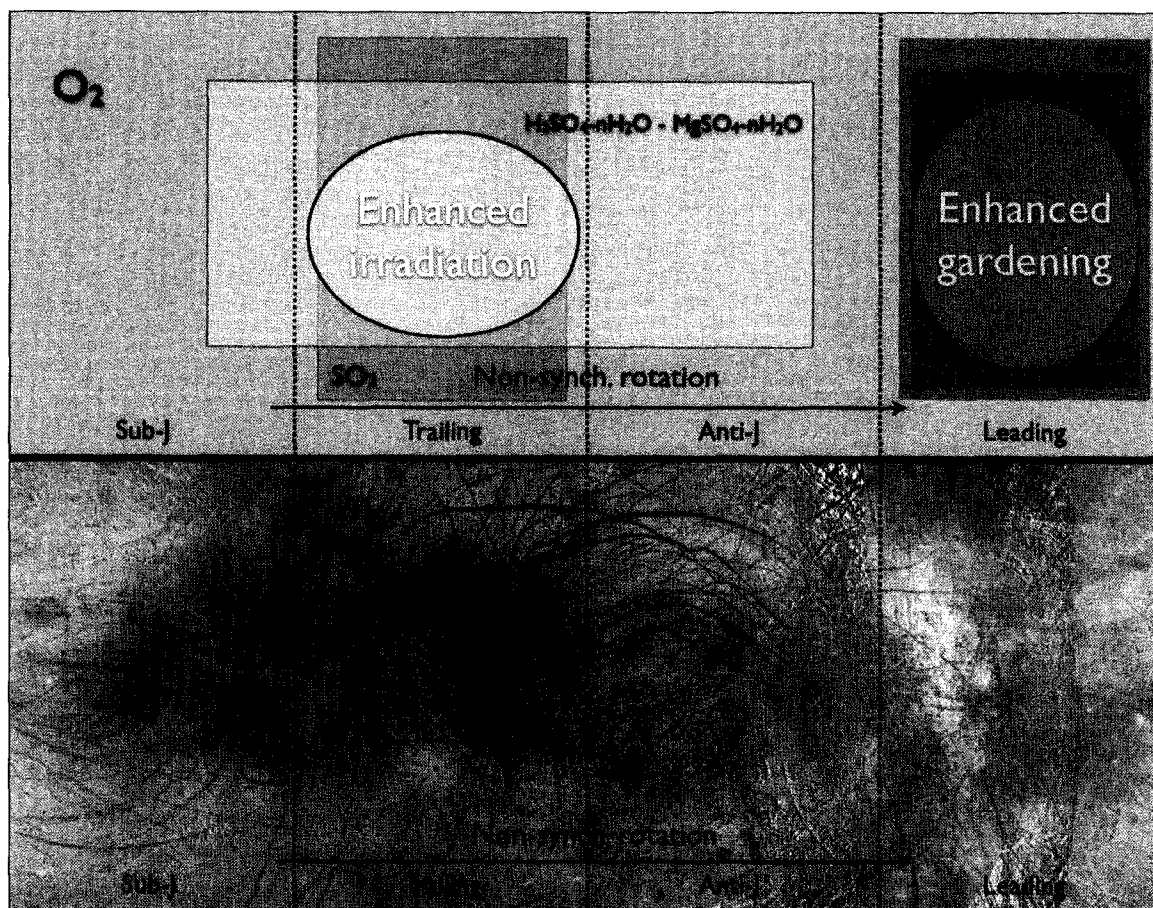 O₂
H₂SO₄-nH₂O - MgSO₄-nH₂O
Enhanced
irradiation
Enhanced
gardening
SO₂
Non-synch. rotation
Sub-J
Trailing
Anti-J
Leading
Non-synch. rotation
Sub-J
Anti-J
Leading